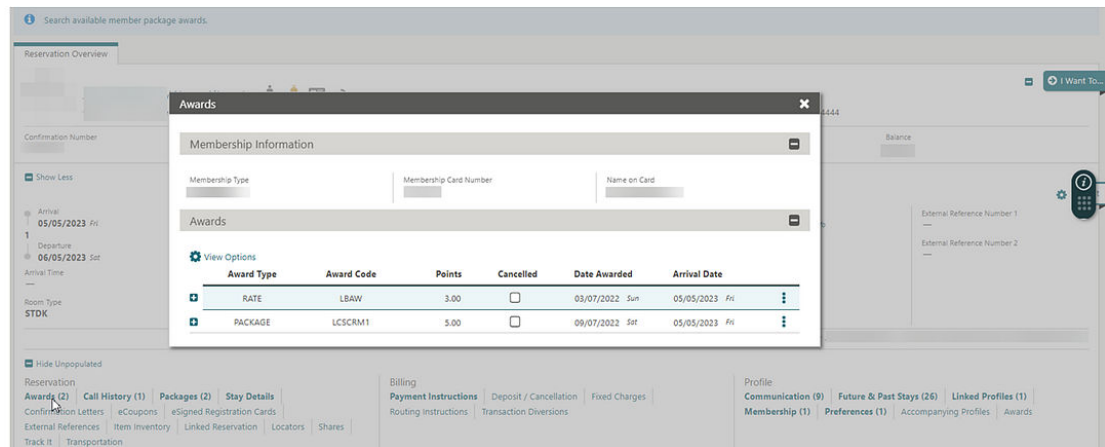 Search available member package awards.
Reservation Overview
I Want To...
Awards
4444
Confirmation Number
Balance
Membership Information
Show Less
Membership Type Membership Card Number Name on Card
Arrival
05/05/2023 Fri
1
Departure
06/05/2023 Sat
Arrival Time
—
Room Type
STDK
External Reference Number 1
—
External Reference Number 2
—
Awards
View Options
Award Type Award Code Points Cancelled Date Awarded Arrival Date
RATE LBAW 3.00 03/07/2022 Sun 05/05/2023 Fri
PACKAGE LCSCRM1 5.00 09/07/2022 Sat 05/05/2023 Fri
Hide Unpopulated
Reservation
Awards (2) Call History (1) Packages (2) Stay Details
Confirmation Letters eCoupons eSigned Registration Cards
External References Item Inventory Linked Reservation Locators Shares
Track It Transportation
Billing
Payment Instructions Deposit / Cancellation Fixed Charges
Routing Instructions Transaction Diversions
Profile
Communication (9) Future & Past Stays (26) Linked Profiles (1)
Membership (1) Preferences (1) Accompanying Profiles Awards